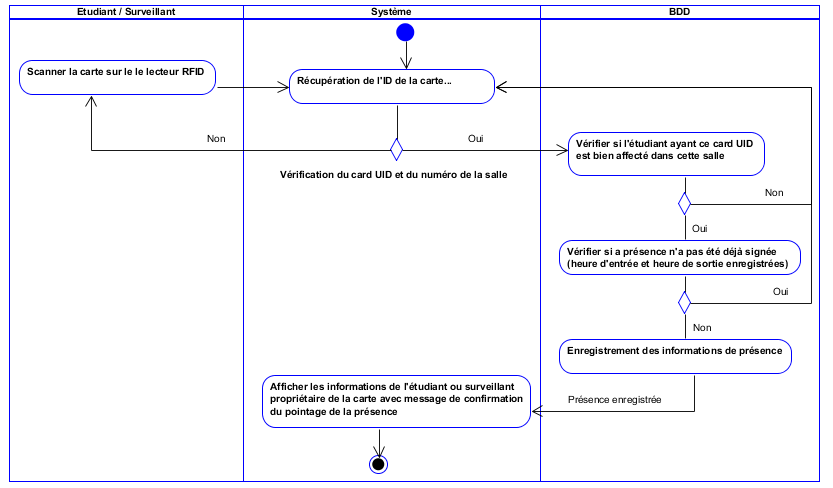 Etudiant / Surveillant
Système
BDD
Scanner la carte sur le le lecteur RFID
Récupération de l'ID de la carte...
Non
Oui
Vérification du card UID et du numéro de la salle
Vérifier si l'étudiant ayant ce card UID
est bien affecté dans cette salle
Non
Oui
Vérifier si a présence n'a pas été déjà signée
(heure d'entrée et heure de sortie enregistrées)
Oui
Non
Enregistrement des informations de présence
Afficher les informations de l'étudiant ou surveillant
propriétaire de la carte avec message de confirmation
du pointage de la présence
Présence enregistrée